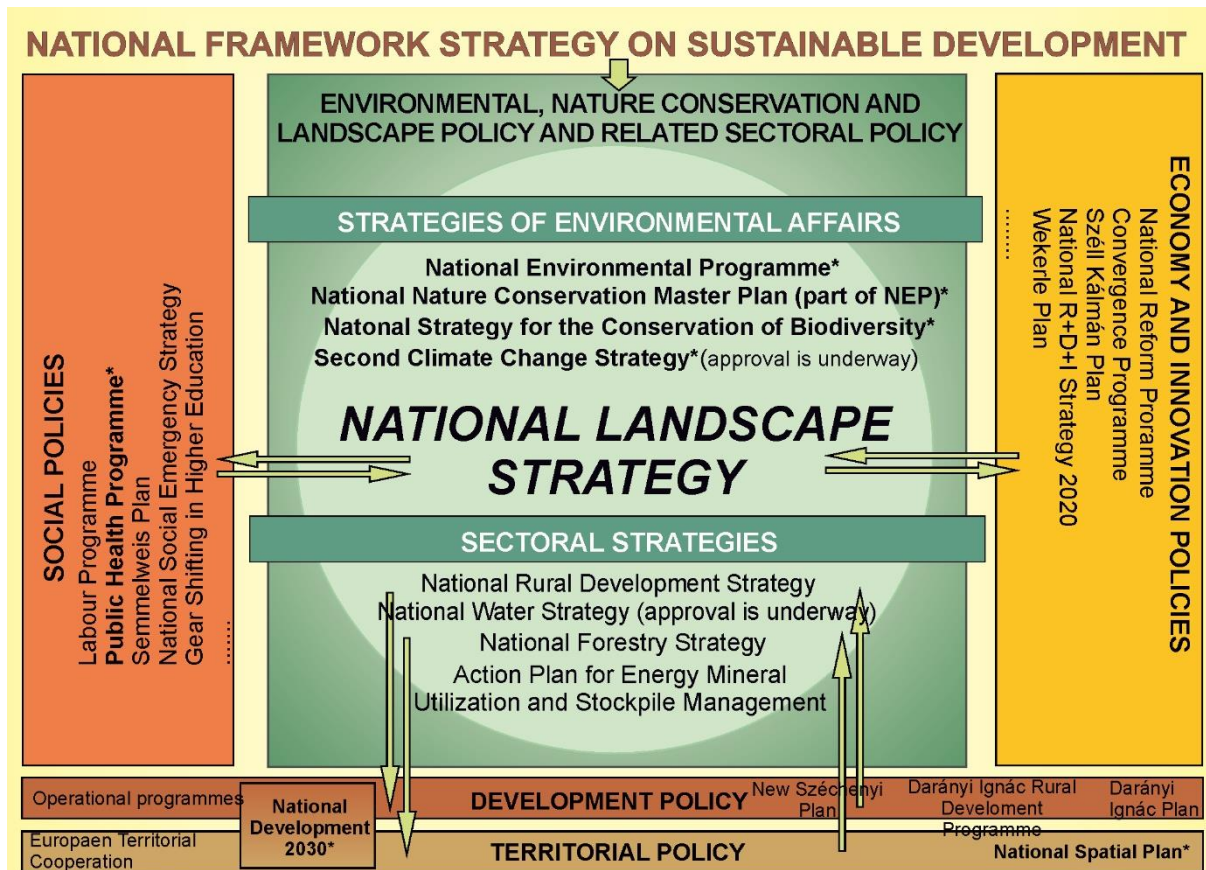 NATIONAL FRAMEWORK STRATEGY ON SUSTAINABLE DEVELOPMENT
ENVIRONMENTAL, NATURE CONSERVATION AND
LANDSCAPE POLICY AND RELATED SECTORAL POLICY
STRATEGIES OF ENVIRONMENTAL AFFAIRS
National Environmental Programme*
National Nature Conservation Master Plan (part of NEP)*
Natonal Strategy for the Conservation of Biodiversity*
Second Climate Change Strategy* (approval is underway)
NATIONAL LANDSCAPE
STRATEGY
SECTORAL STRATEGIES
National Rural Development Strategy
National Water Strategy (approval is underway)
National Forestry Strategy
Action Plan for Energy Mineral
Utilization and Stockpile Management
SOCIAL POLICIES
Labour Programme
Public Health Programme*
Semmelweis Plan
National Social Emergency Strategy
Gear Shifting in Higher Education
........
ECONOMY AND INNOVATION POLICIES
National Reform Proramme
Convergence Programme
Széll Kálmán Plan
National R+D+I Strategy 2020
Wekerle Plan
........
Operational programmes
National
Development
2030*
DEVELOPMENT POLICY
New Széchenyi
Plan
Darányi Ignác Rural
Develoment
Programme
Darányi
Ignác Plan
Europaen Territorial
Cooperation
TERRITORIAL POLICY
National Spatial Plan*